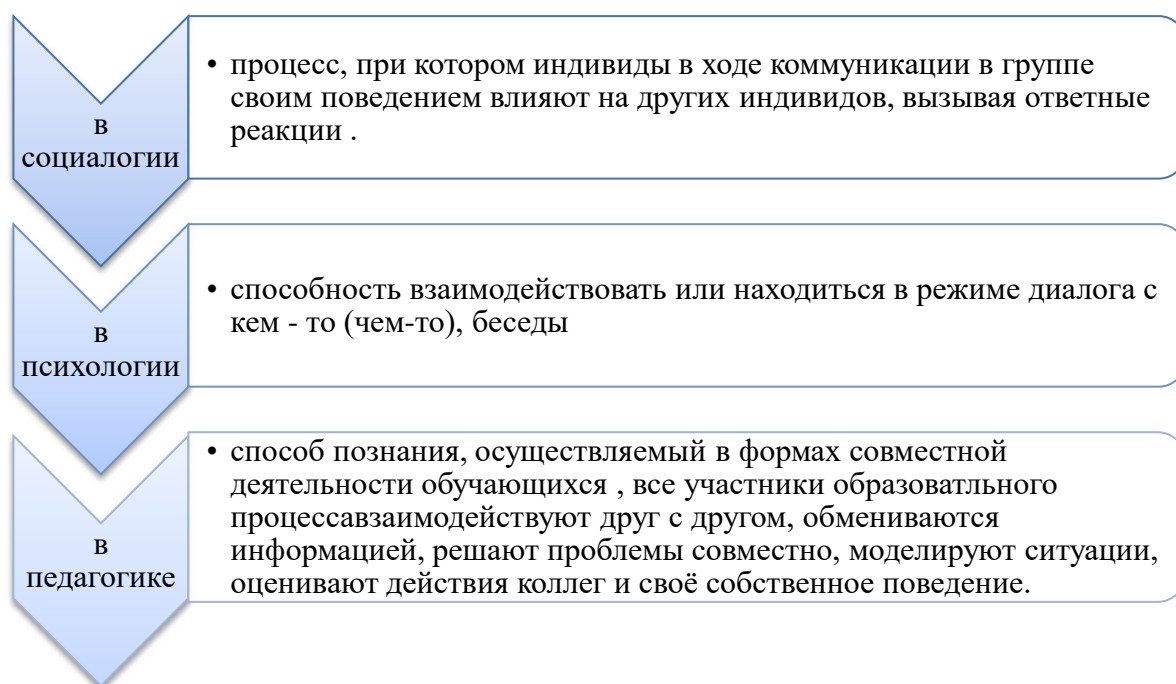 в
социалогии
• процесс, при котором индивиды в ходе коммуникации в группе
своим поведением влияют на других индивидов, вызывая ответные
реакции .
в
психологии
• способность взаимодействовать или находиться в режиме диалога с
кем - то (чем-то), беседы
в
педагогике
• способ познания, осуществляемый в формах совместной
деятельности обучающихся , все участники образоватльного
процессавзаимодействуют друг с другом, обмениваются
информацией, решают проблемы совместно, моделируют ситуации,
оценивают действия коллег и своё собственное поведение.